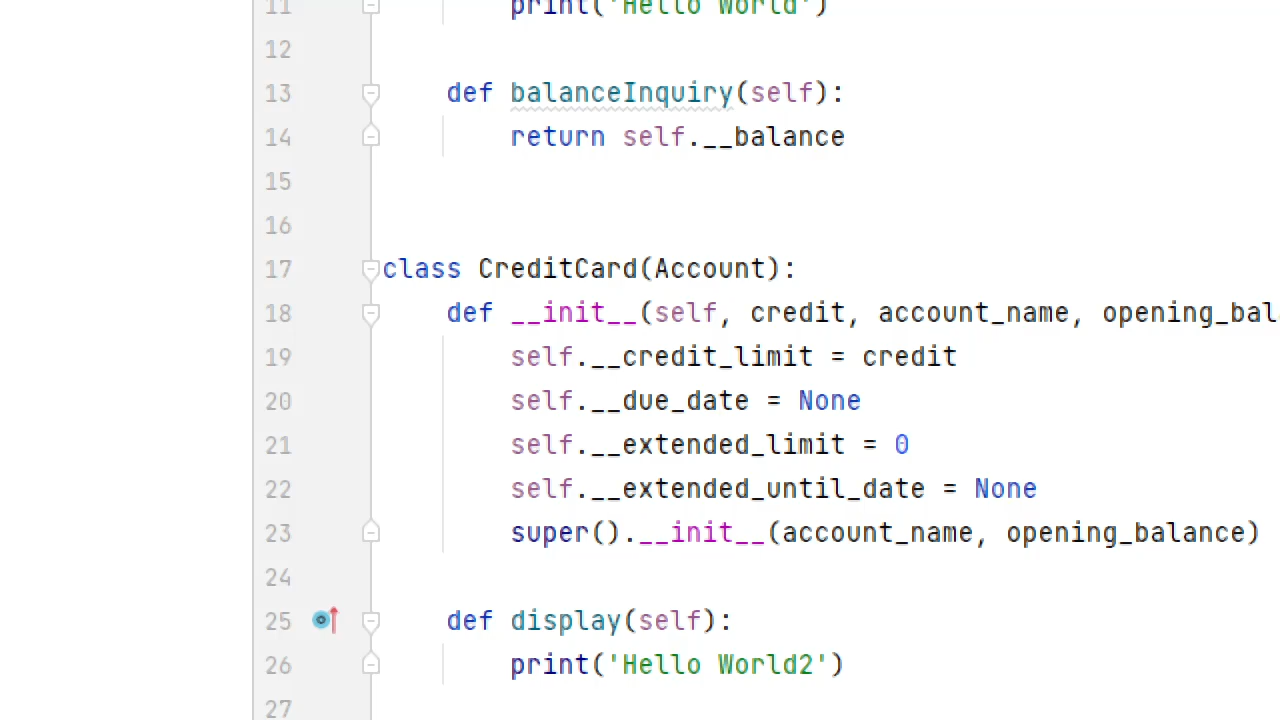 11 print('Hello World')
12
13 def balanceInquiry(self):
14 return self.__balance
15
16
17 class CreditCard(Account):
18 def __init__(self, credit, account_name, opening_bal
19 self.__credit_limit = credit
20 self.__due_date = None
21 self.__extended_limit = 0
22 self.__extended_until_date = None
23 super().__init__(account_name, opening_balance)
24
25 def display(self):
26 print('Hello World2')
27